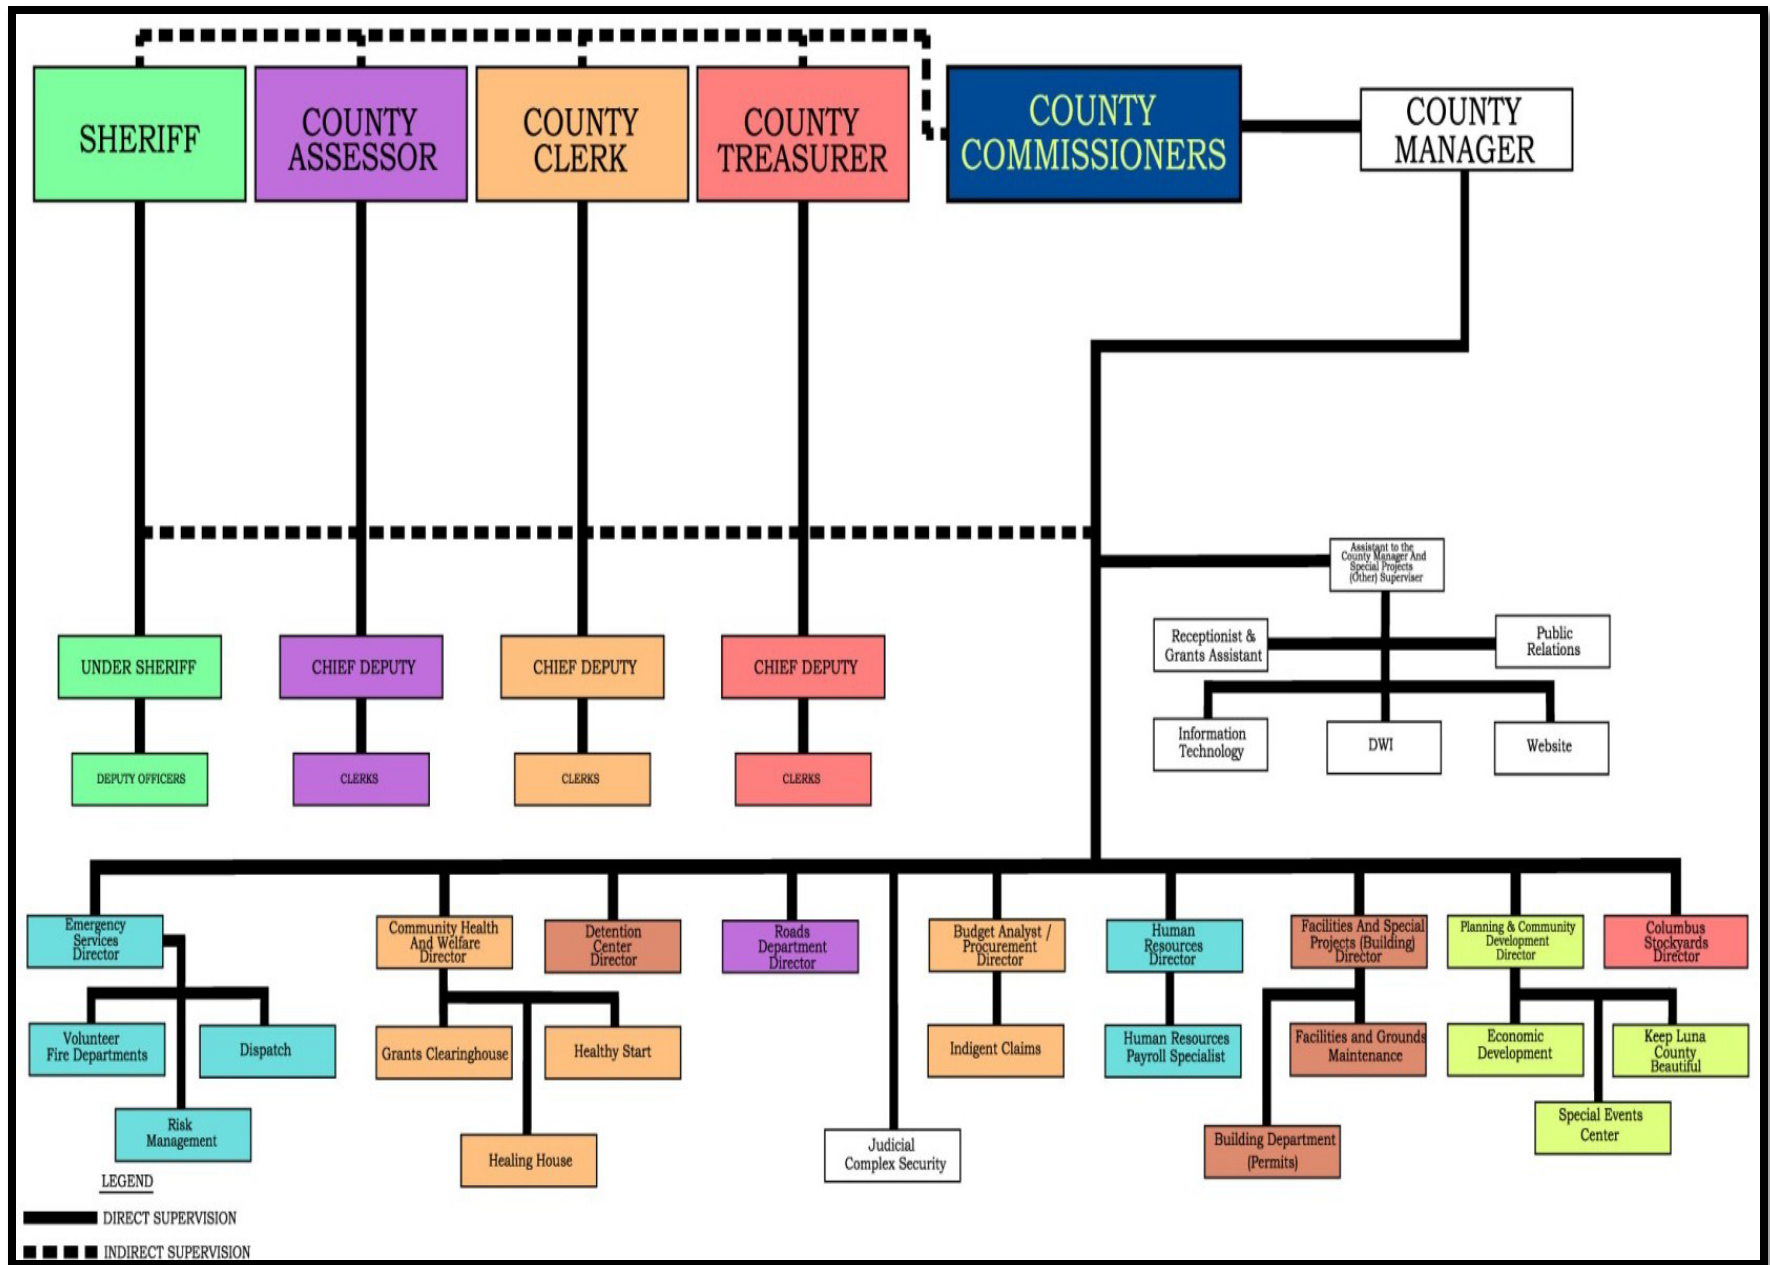 SHERIFF
COUNTY
ASSESSOR
COUNTY
CLERK
COUNTY
TREASURER
COUNTY
COMMISSIONERS
COUNTY
MANAGER
Assistant to the
County Manager And
Special Projects
(Other) Superviser
Receptionist &
Grants Assistant
Public
Relations
UNDER SHERIFF
CHIEF DEPUTY
CHIEF DEPUTY
CHIEF DEPUTY
Information
Technology
DWI
Website
DEPUTY OFFICERS
CLERKS
CLERKS
CLERKS
Emergency
Services
Director
Community Health
And Welfare
Director
Detention
Center
Director
Roads
Department
Director
Budget Analyst /
Procurement
Director
Human
Resources
Director
Facilities And Special
Projects (Building)
Director
Planning & Community
Development
Director
Columbus
Stockyards
Director
Volunteer
Fire Departments
Dispatch
Grants Clearinghouse
Healthy Start
Indigent Claims
Human Resources
Payroll Specialist
Facilities and Grounds
Maintenance
Economic
Development
Keep Luna
County
Beautiful
Risk
Management
Healing House
Judicial
Complex Security
Building Department
(Permits)
Special Events
Center
LEGEND
DIRECT SUPERVISION
INDIRECT SUPERVISION